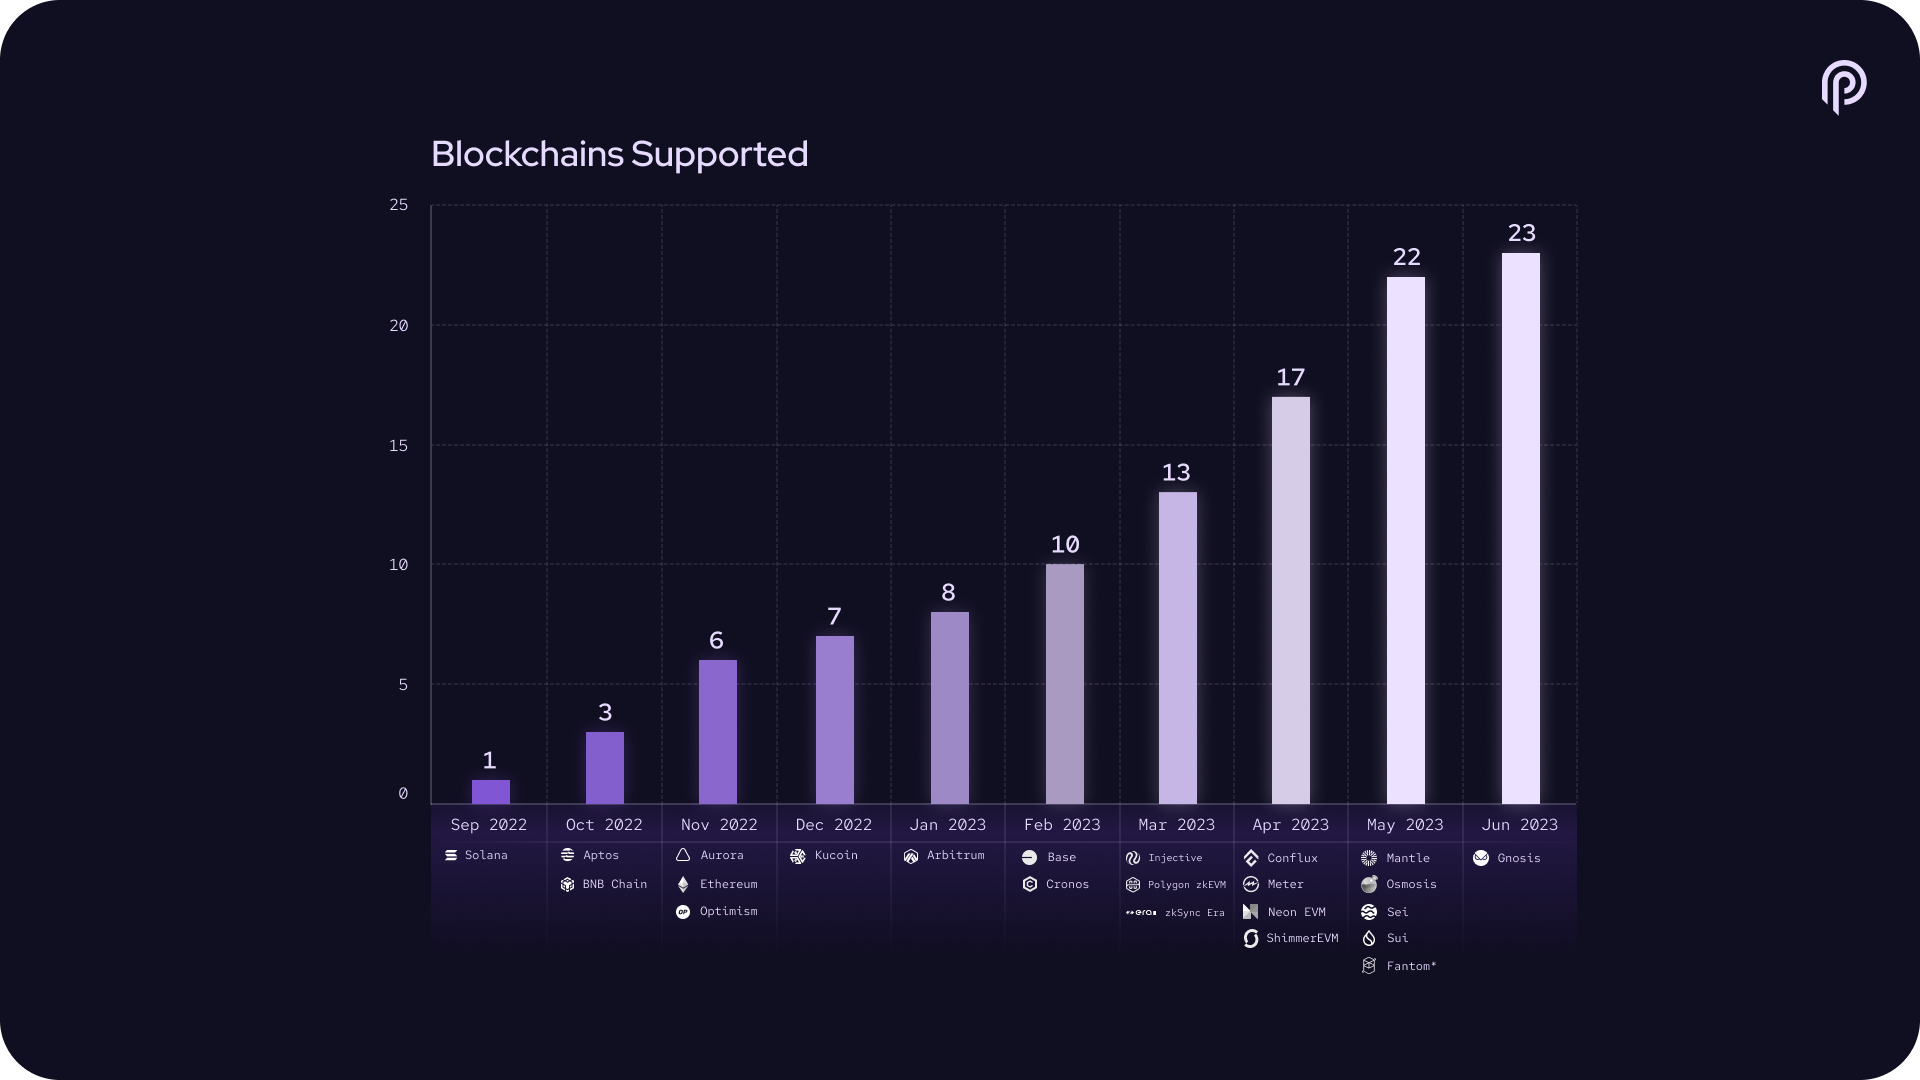 Blockchains Supported
25
20
15
10
5
0
1
3
6
7
8
10
13
17
22
23
Sep 2022
Oct 2022
Nov 2022
Dec 2022
Jan 2023
Feb 2023
Mar 2023
Apr 2023
May 2023
Jun 2023
Solana
Aptos
BNB Chain
Aurora
Ethereum
OP Optimism
Kucoin
Arbitrum
Base
Cronos
Injective
Polygon zkEVM
era zkSync Era
Conflux
Meter
Neon EVM
ShimmerEVM
Mantle
Osmosis
Sei
Sui
Fantom*
Gnosis